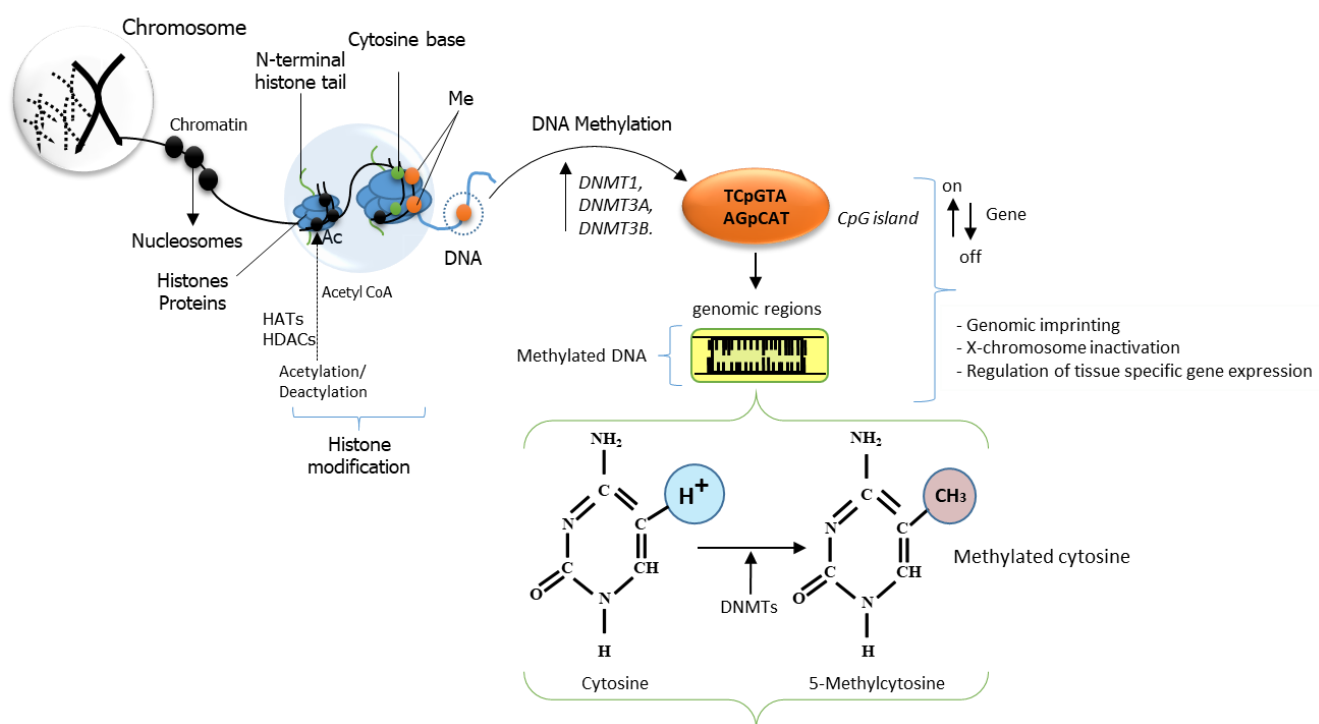 Chromosome
Chromatin
Nucleosomes
N-terminal
histone tail
Cytosine base
Me
Ac
DNA
Histones
Proteins
Acetyl CoA
HATs
HDACs
Acetylation/
Deactylation
Histone
modification
DNA Methylation
DNMT1,
DNMT3A,
DNMT3B.
TCpGTA
AGpCAT
CpG island
on
Gene
off
genomic regions
Methylated DNA
- Genomic imprinting
- X-chromosome inactivation
- Regulation of tissue specific gene expression
NH2
C
H+
N
C
C
CH
O
N
H
Cytosine
DNMTs
NH2
C
CH3
N
C
C
CH
O
N
H
5-Methylcytosine
Methylated cytosine